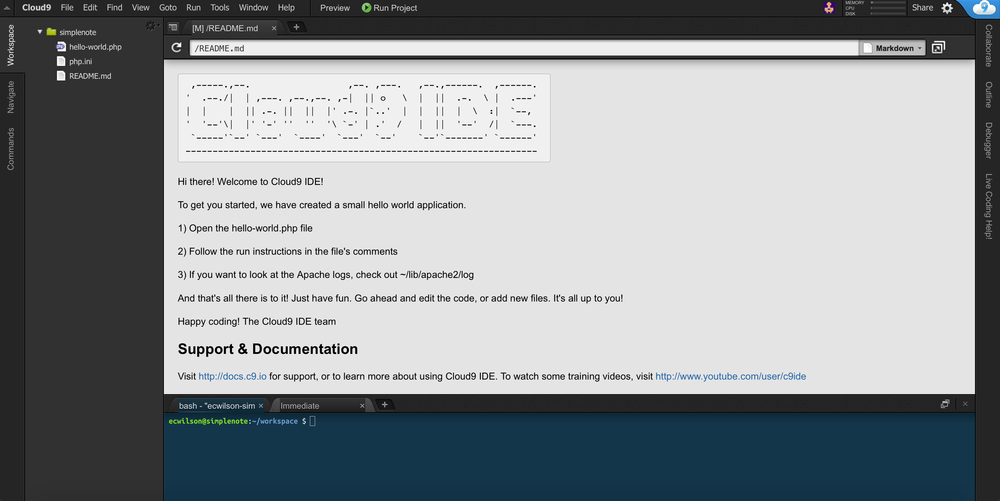 Cloud9 File Edit Find View Goto Run Tools Window Help Preview Run Project MEMORY CPU DISK Share 9
Workspace
Navigate
Commands
simplenote
hello-world.php
php.ini
README.md
[M] /README.md
/README.md Markdown
 ,-----.,--.                  ,--. ,---.   ,--.,------.  ,------.
'  .--./|  | ,---. ,--.,--. ,-|  || o   \  |  ||  .-.  \ |  .---'
|  |    |  || .-. ||  ||  |' .-. |`..'  |  |  ||  |  \  :|  `--, 
'  '--'\|  |' '-' ''  ''  '\ `-' | .'  /   |  ||  '--'  /|  `---.
 `-----'`--' `---'  `----'  `---'  `--'    `--'`-------' `------'
-----------------------------------------------------------------
Hi there! Welcome to Cloud9 IDE!
To get you started, we have created a small hello world application.
1) Open the hello-world.php file
2) Follow the run instructions in the file's comments
3) If you want to look at the Apache logs, check out ~/lib/apache2/log
And that's all there is to it! Just have fun. Go ahead and edit the code, or add new files. It's all up to you!
Happy coding! The Cloud9 IDE team
Support & Documentation
Visit http://docs.c9.io for support, or to learn more about using Cloud9 IDE. To watch some training videos, visit http://www.youtube.com/user/c9ide
bash - "ecwilson-sim Immediate
ecwilson@simplenote:~/workspace $
Collaborate
Outline
Debugger
Live Coding Help!